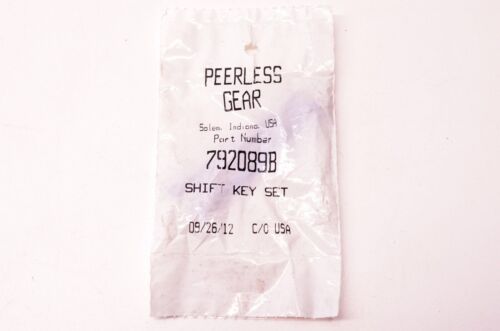 PEERLESS
GEAR
Salem, Indiana, USA
Part Number
792089B
SHIFT KEY SET
09/26/12 C/O USA